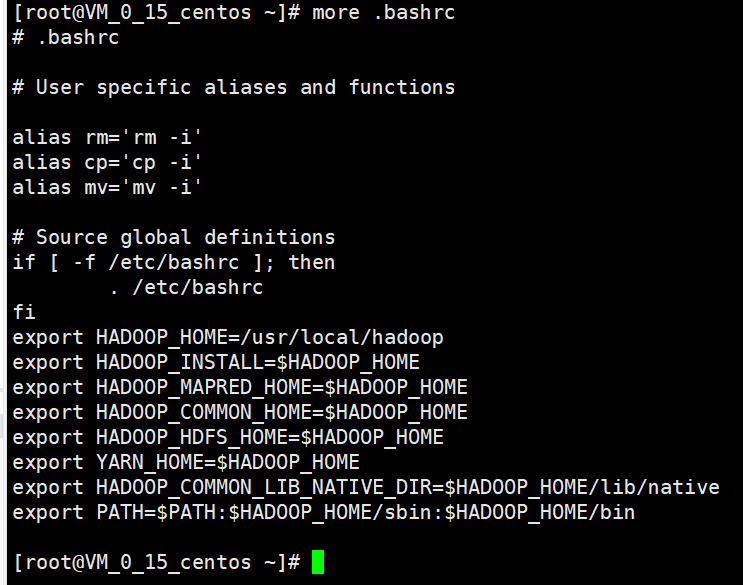 [root@VM_0_15_centos ~]# more .bashrc
# .bashrc
# User specific aliases and functions
alias rm='rm -i'
alias cp='cp -i'
alias mv='mv -i'
# Source global definitions
if [ -f /etc/bashrc ]; then
        . /etc/bashrc
fi
export HADOOP_HOME=/usr/local/hadoop
export HADOOP_INSTALL=$HADOOP_HOME
export HADOOP_MAPRED_HOME=$HADOOP_HOME
export HADOOP_COMMON_HOME=$HADOOP_HOME
export HADOOP_HDFS_HOME=$HADOOP_HOME
export YARN_HOME=$HADOOP_HOME
export HADOOP_COMMON_LIB_NATIVE_DIR=$HADOOP_HOME/lib/native
export PATH=$PATH:$HADOOP_HOME/sbin:$HADOOP_HOME/bin
[root@VM_0_15_centos ~]#